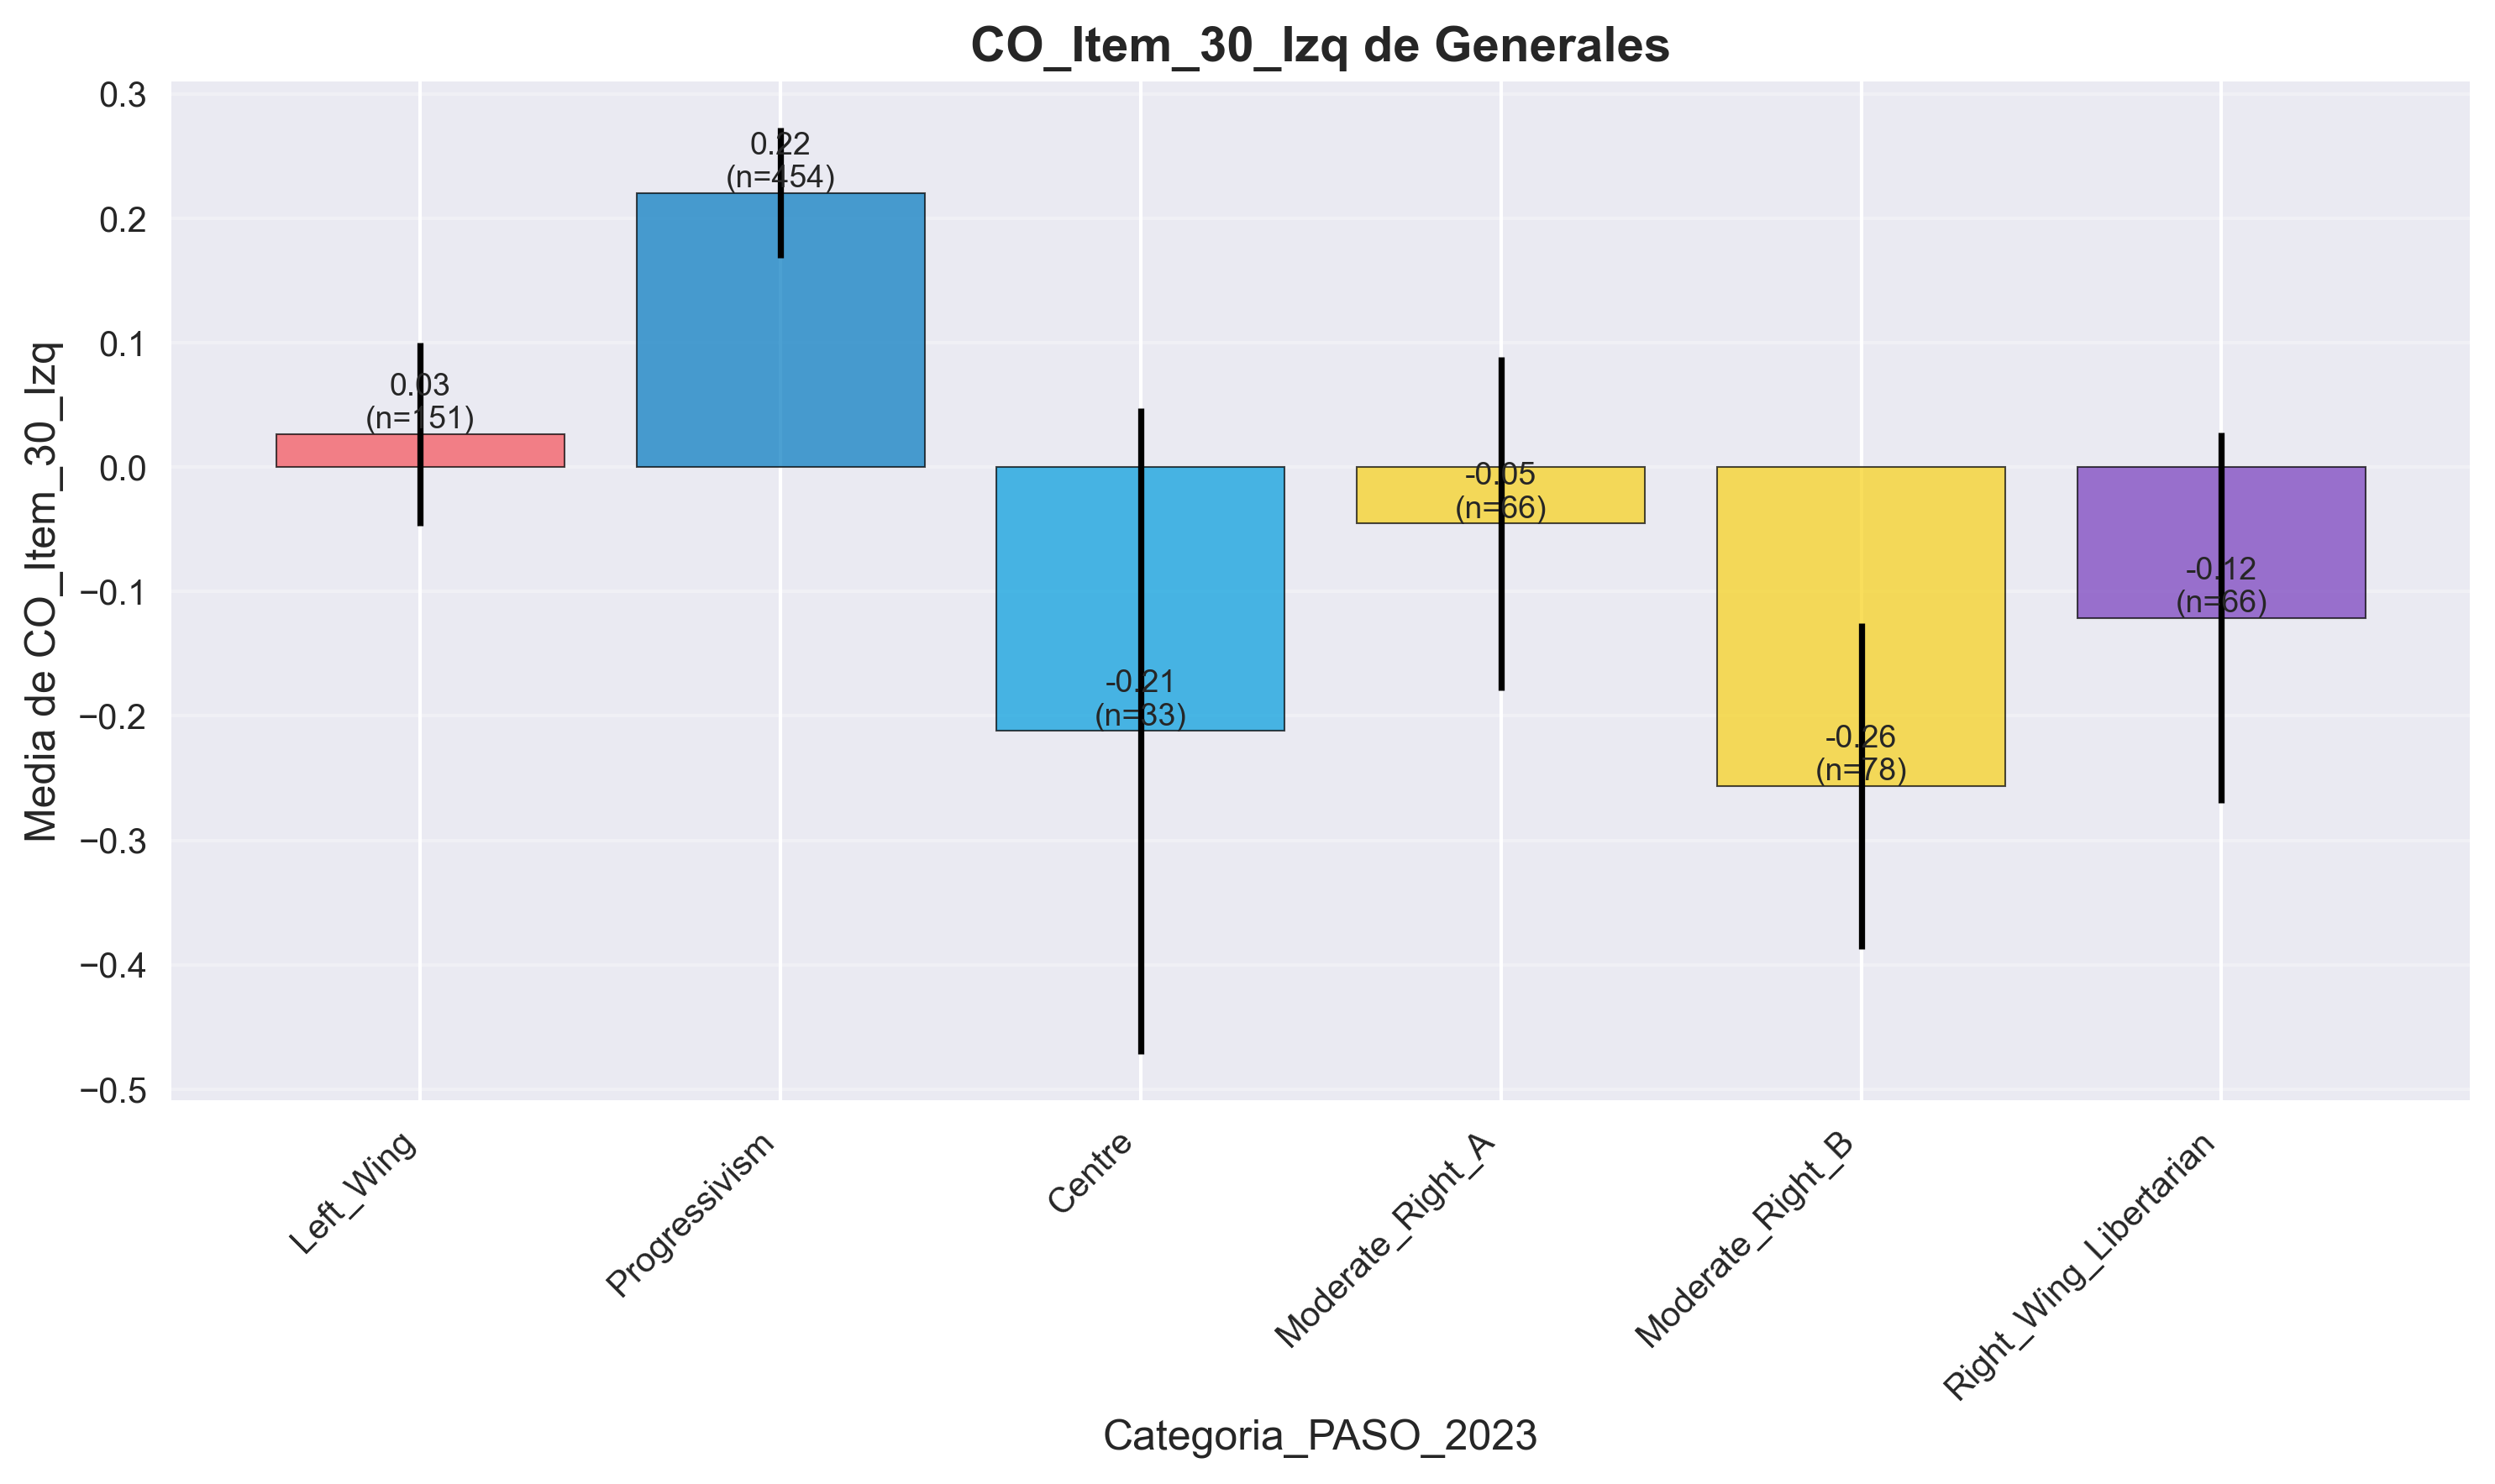 CO_Item_30_Izq de Generales
Media de CO_Item_30_Izq
0.3
0.2
0.1
0.0
−0.1
−0.2
−0.3
−0.4
−0.5
0.03
(n=151)
0.22
(n=454)
-0.21
(n=33)
-0.05
(n=66)
-0.26
(n=78)
-0.12
(n=66)
Left_Wing
Progressivism
Centre
Moderate_Right_A
Moderate_Right_B
Right_Wing_Libertarian
Categoria_PASO_2023